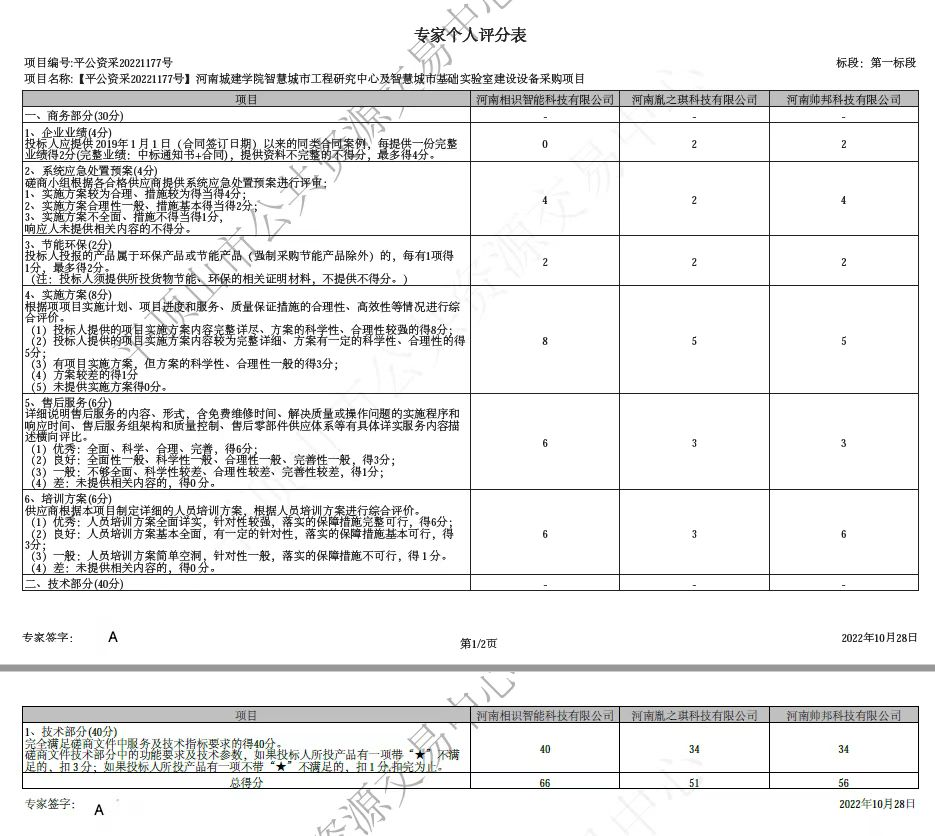 专家个人评分表
项目编号:平公资采20221177号
标段：第一标段
项目名称:【平公资采20221177号】河南城建学院智慧城市工程研究中心及智慧城市基础实验室建设设备采购项目
项目 河南相识智能科技有限公司 河南胤之琪科技有限公司 河南帅邦科技有限公司
一、商务部分(30分) - - -
1、企业业绩(4分)
投标人应提供 2019年 1 月 1 日（合同签订日期）以来的同类合同案例，每提供一份完整
业绩得2分(完整业绩：中标通知书+合同)，提供资料不完整的不得分，最多得4分。
0 2 2
2、系统应急处置预案(4分)
磋商小组根据各合格供应商提供系统应急处置预案进行评审：
1、实施方案较为合理、措施较为得当得4分；
2、实施方案合理性一般、措施基本得当得2分；
3、实施方案不全面、措施不得当得1分，
响应人未提供相关内容的不得分。
4 2 4
3、节能环保(2分)
投标人投报的产品属于环保产品或节能产品（强制采购节能产品除外）的，每有1项得
1分，最多得2分。
（注：投标人须提供所投货物节能、环保的相关证明材料，不提供不得分。）
2 2 2
4、实施方案(8分)
根据项项目实施计划、项目进度和服务、质量保证措施的合理性、高效性等情况进行综
合评价。
（1）投标人提供的项目实施方案内容完整详尽、方案的科学性、合理性较强的得8分；
（2）投标人提供的项目实施方案内容较为完整详细、方案有一定的科学性、合理性的得
5分；
（3）有项目实施方案，但方案的科学性、合理性一般的得3分；
（4）方案较差的得1分
（5）未提供实施方案得0分。
8 5 5
5、售后服务(6分)
详细说明售后服务的内容、形式，含免费维修时间、解决质量或操作问题的实施程序和
响应时间、售后服务组架构和质量控制、售后零部件供应体系等有具体详实服务内容描
述横向评比。
（1）优秀：全面、科学、合理、完善，得6分；
（2）良好：全面性一般、科学性一般、合理性一般、完善性一般，得3分；
（3）一般：不够全面、科学性较差、合理性较差、完善性较差，得1分；
（4）差：未提供相关内容的，得0 分。
6 3 3
6、培训方案(6分)
供应商根据本项目制定详细的人员培训方案，根据人员培训方案进行综合评价。
（1）优秀：人员培训方案全面详实，针对性较强，落实的保障措施完整可行，得6分；
（2）良好：人员培训方案基本全面，有一定的针对性，落实的保障措施基本可行，得
3分；
（3）一般：人员培训方案简单空洞，针对性一般，落实的保障措施不可行，得 1 分。
（4）差：未提供相关内容的，得0 分。
6 3 6
二、技术部分(40分) - - -
专家签字： A
第1/2页
2022年10月28日
项目 河南相识智能科技有限公司 河南胤之琪科技有限公司 河南帅邦科技有限公司
1、技术部分(40分)
完全满足磋商文件中服务及技术指标要求的得40分。
磋商文件技术部分中的功能要求及技术参数，如果投标人所投产品有一项带“★”不满
足的，扣 3 分；如果投标人所投产品有一项不带“★”不满足的，扣 1 分,扣完为止。
40 34 34
总得分 66 51 56
专家签字： A
2022年10月28日
平顶山市公共资源交易中心